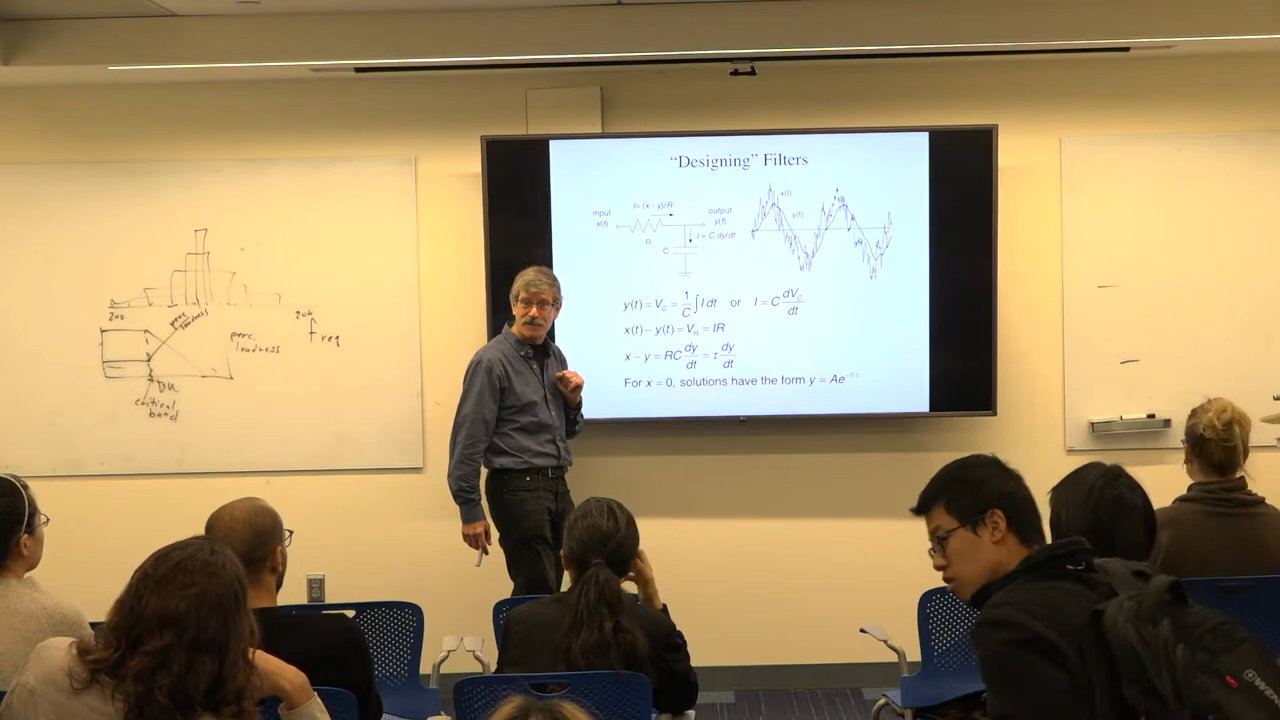 "Designing" Filters
I = (x - y)/R
input
x(t)
R
output
y(t)
I = C dy/dt
C
x(t)
y(t)
y(t) = V_C = 1/C ∫ I dt or I = C dV_C/dt
x(t) - y(t) = V_R = IR
x - y = RC dy/dt = τ dy/dt
For x = 0, solutions have the form y = Ae^{-t/τ}
200
20k
freq
perc.
loudness
perc.
loudness
critical
band